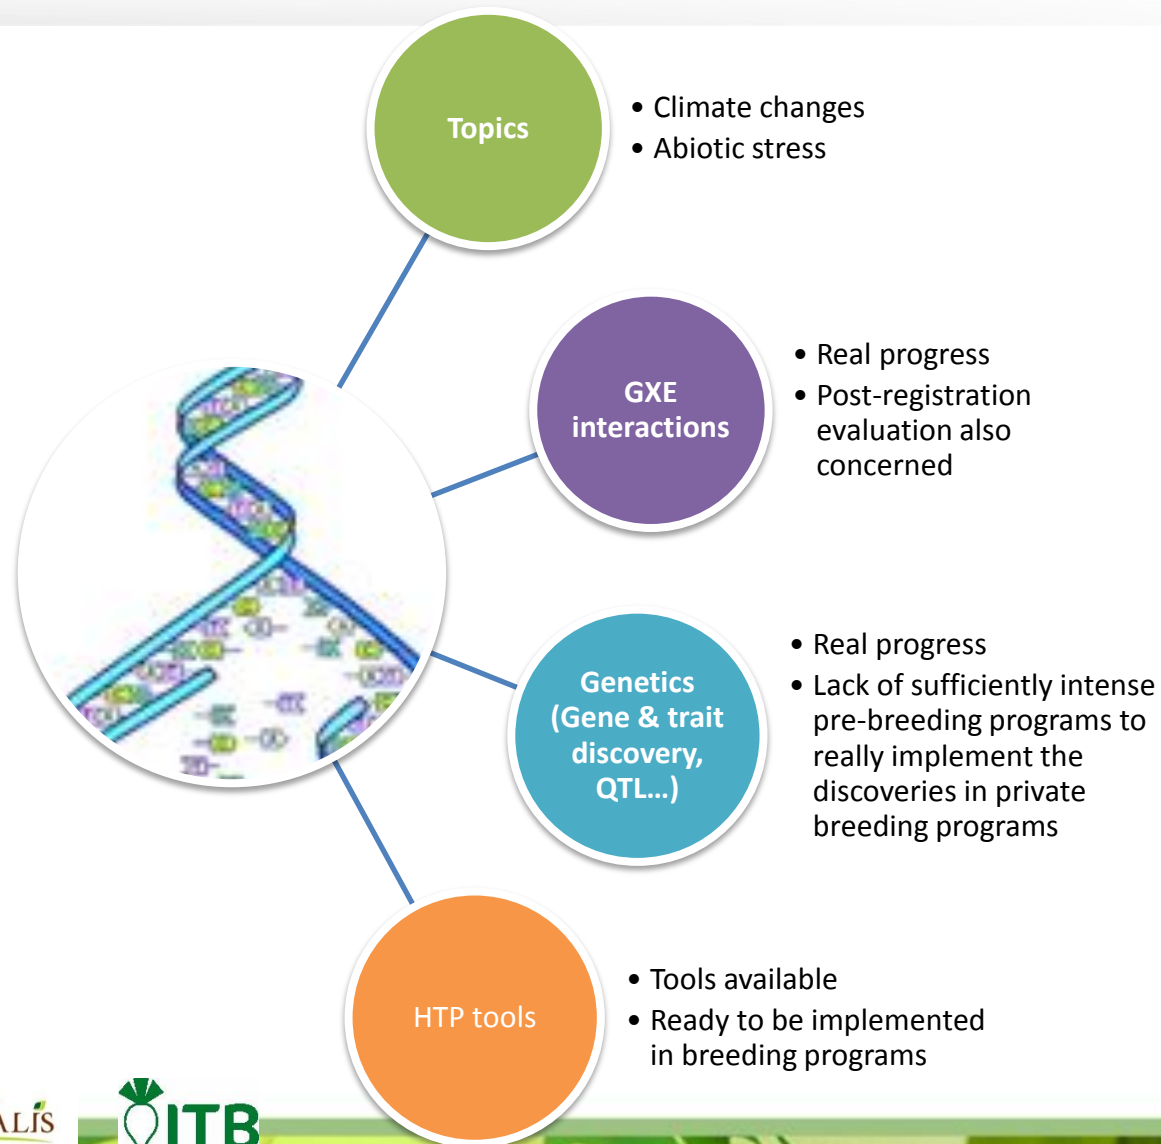 Topics
• Climate changes
• Abiotic stress
GXE
interactions
• Real progress
• Post-registration
evaluation also
concerned
Genetics
(Gene & trait
discovery,
QTL…)
• Real progress
• Lack of sufficiently intense
pre-breeding programs to
really implement the
discoveries in private
breeding programs
HTP tools
• Tools available
• Ready to be implemented
in breeding programs
ALiS
ITB